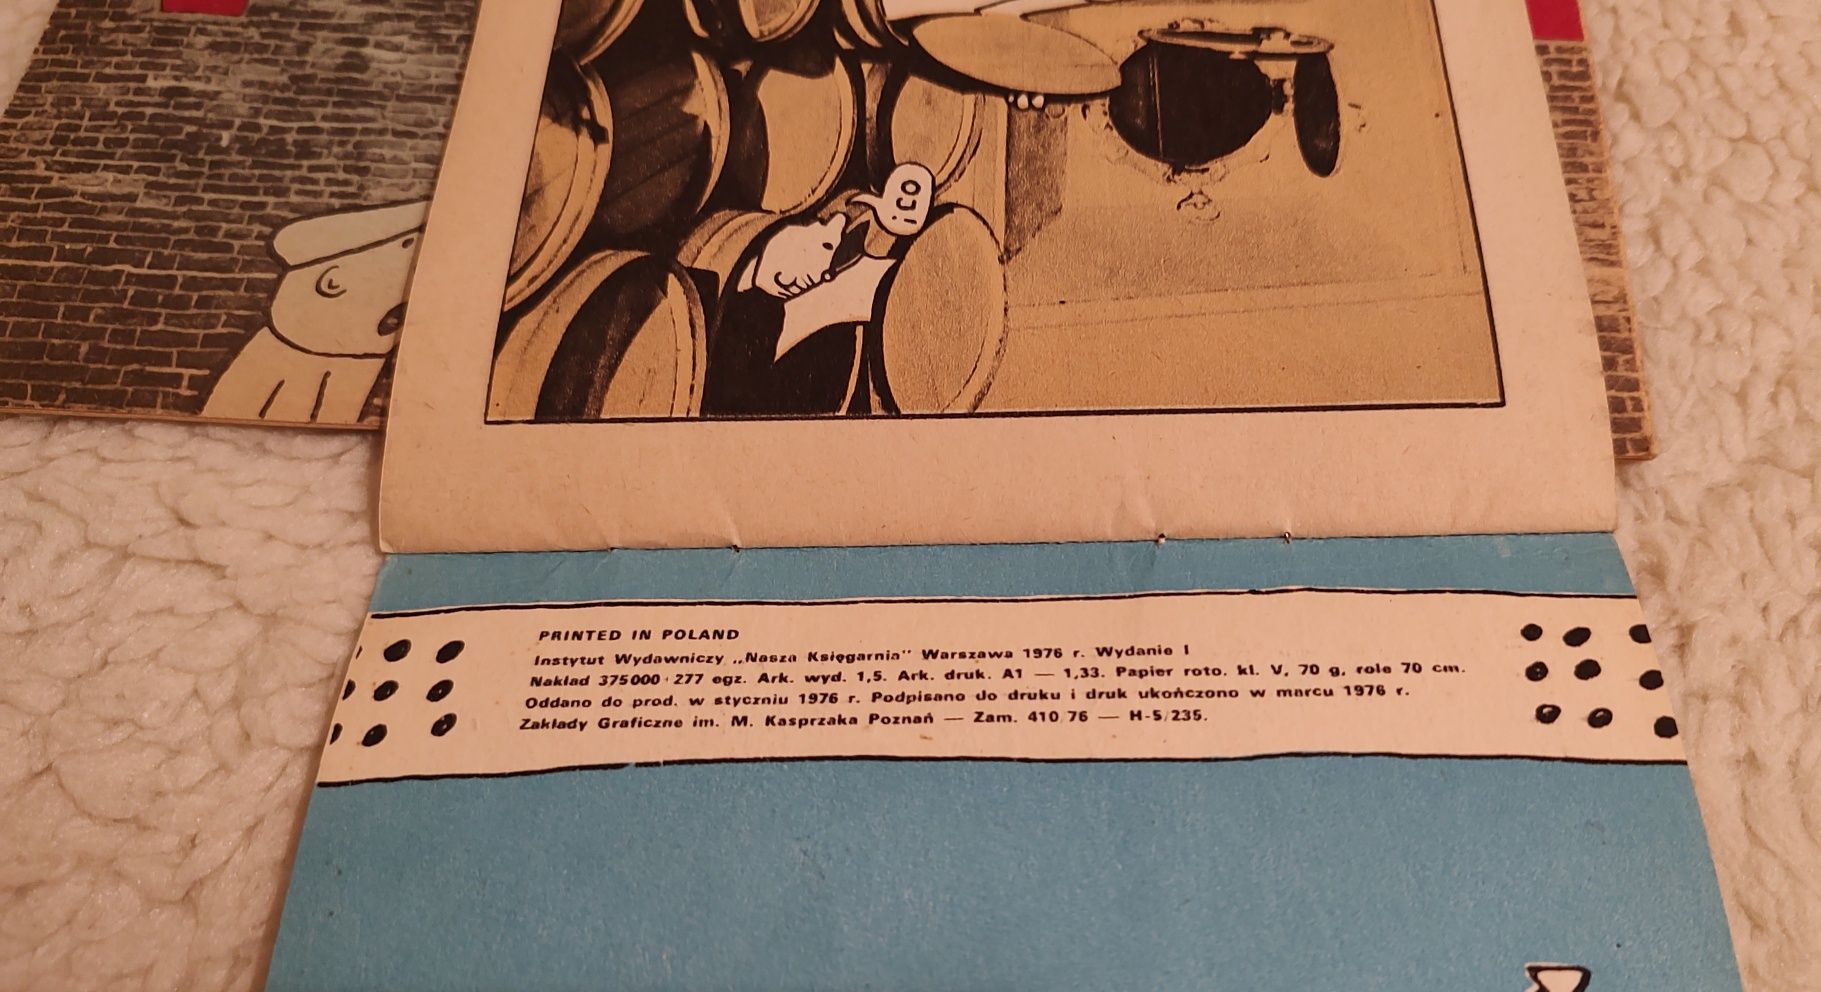 i co
PRINTED IN POLAND
Instytut Wydawniczy „Nasza Księgarnia" Warszawa 1976 r. Wydanie I
Nakład 375000+277 egz. Ark. wyd. 1,5. Ark. druk. A1 — 1,33. Papier roto. kl. V, 70 g, role 70 cm.
Oddano do prod. w styczniu 1976 r. Podpisano do druku i druk ukończono w marcu 1976 r.
Zakłady Graficzne im. M. Kasprzaka Poznań — Zam. 410/76 — H-5/235.